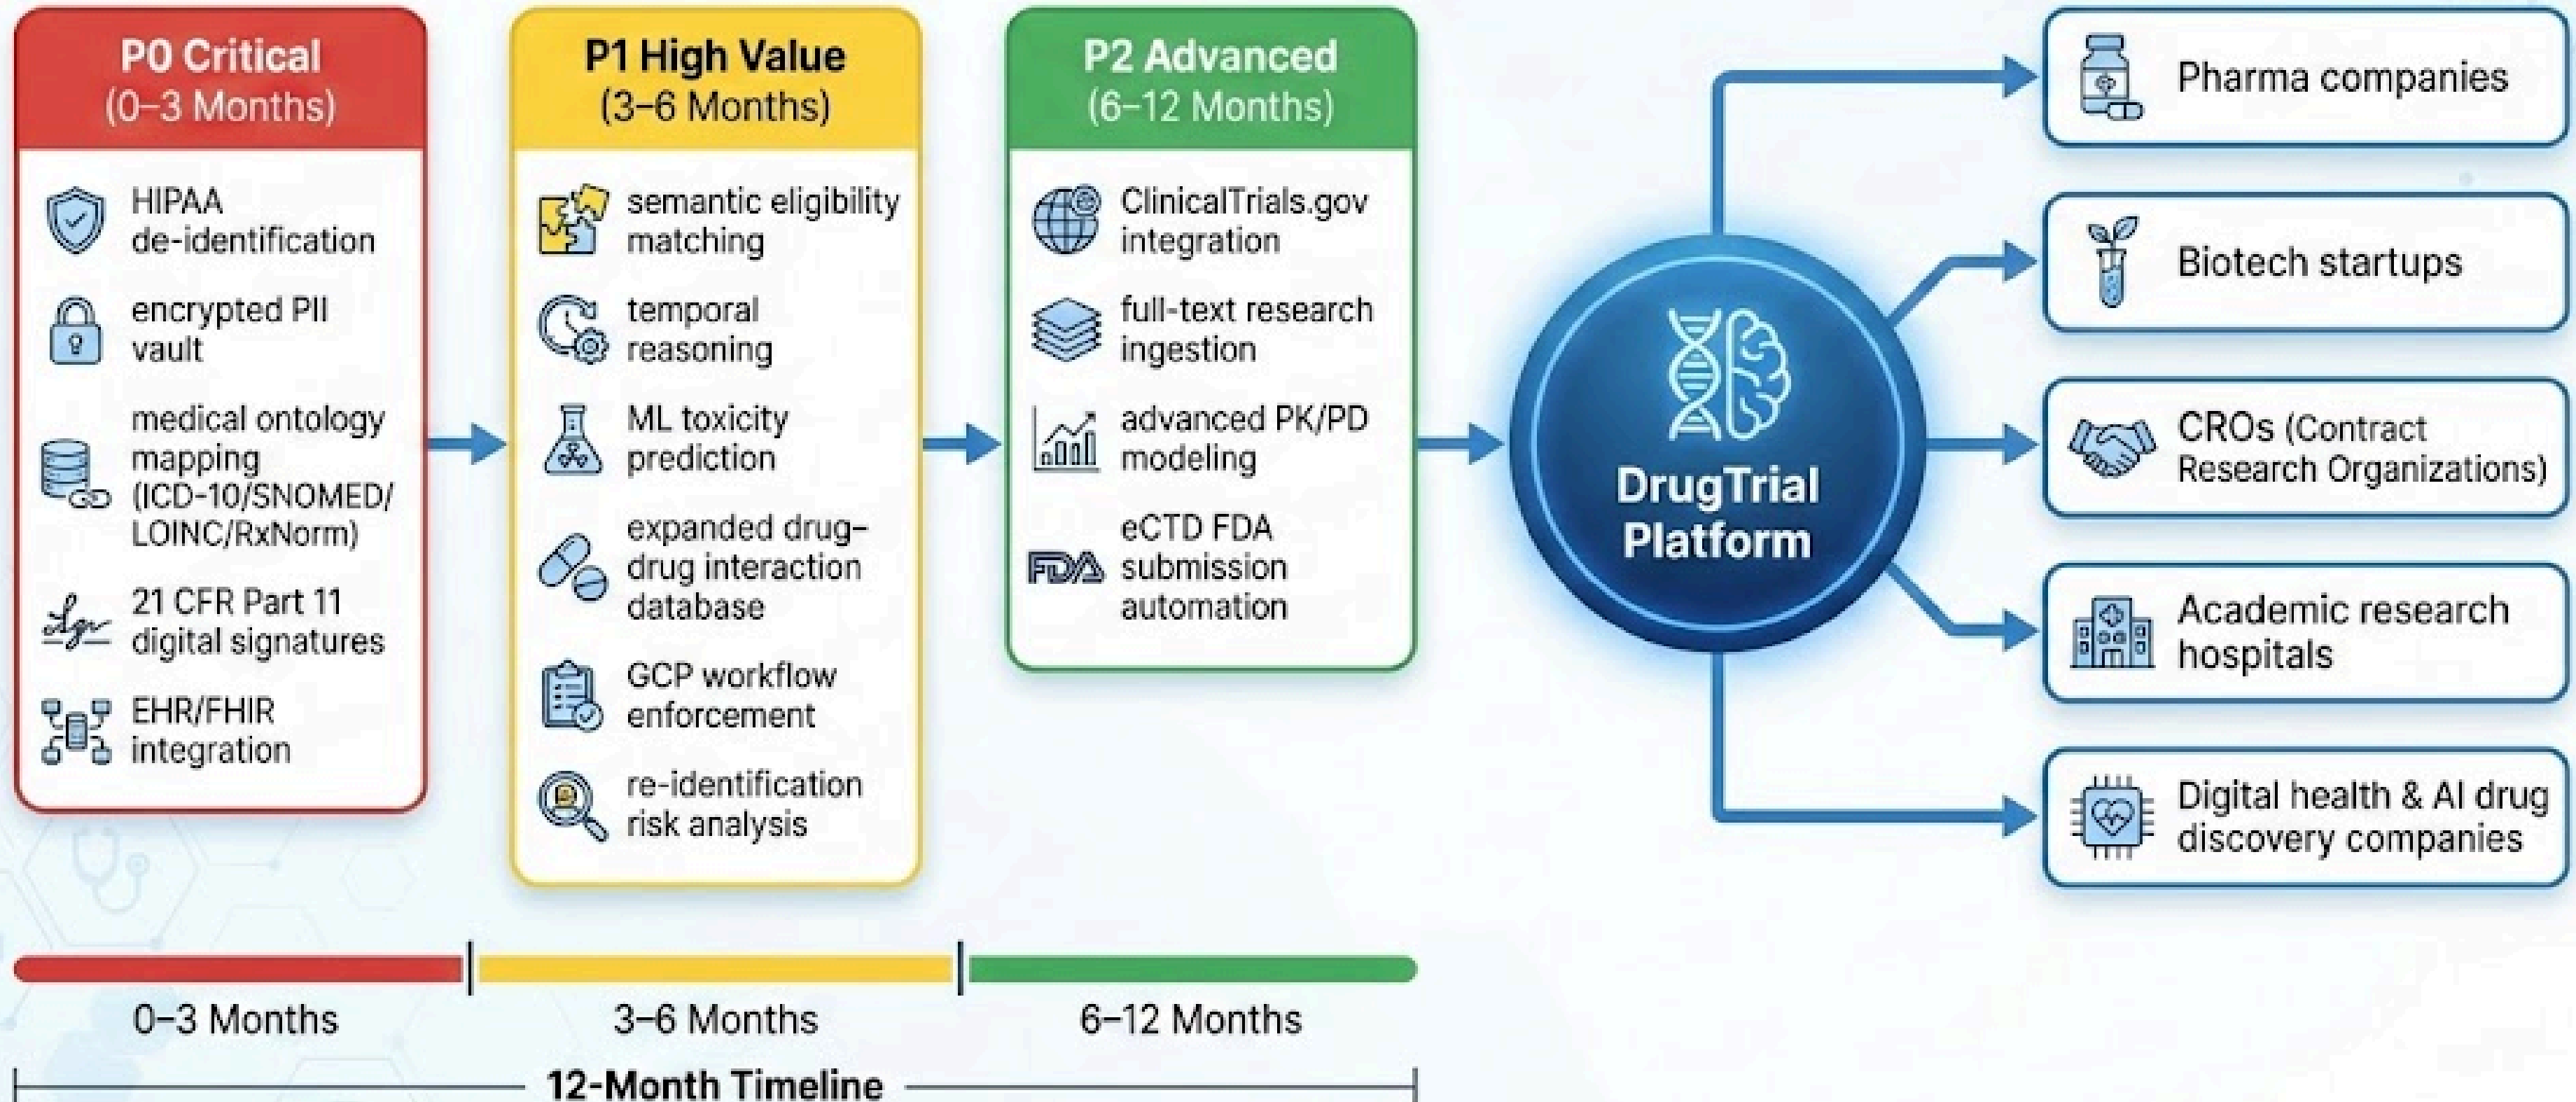 P0 Critical
(0–3 Months)
HIPAA
de-identification
encrypted PII
vault
medical ontology
mapping
(ICD-10/SNOMED/
LOINC/RxNorm)
21 CFR Part 11
digital signatures
EHR/FHIR
integration
P1 High Value
(3–6 Months)
semantic eligibility
matching
temporal
reasoning
ML toxicity
prediction
expanded drug–
drug interaction
database
GCP workflow
enforcement
re-identification
risk analysis
P2 Advanced
(6–12 Months)
ClinicalTrials.gov
integration
full-text research
ingestion
advanced PK/PD
modeling
FDA
eCTD FDA
submission
automation
DrugTrial
Platform
Pharma companies
Biotech startups
CROs (Contract
Research Organizations)
Academic research
hospitals
Digital health & AI drug
discovery companies
0–3 Months
3–6 Months
6–12 Months
12-Month Timeline